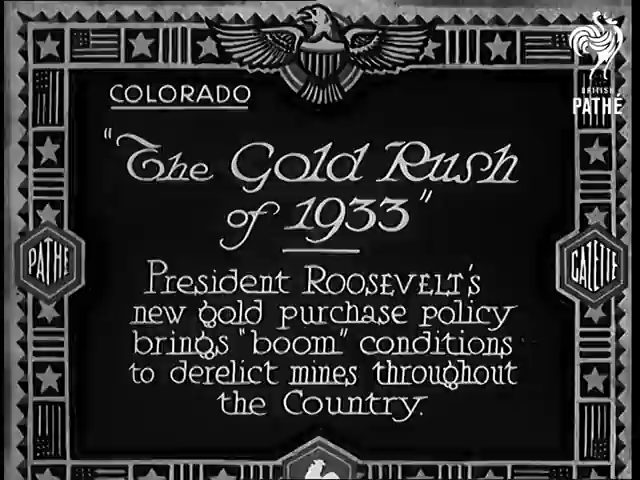 BRITISH
PATHÉ
COLORADO
"The Gold Rush
of 1933"
PATHE
GAZETTE
President ROOSEVELT's
new gold purchase policy
brings "boom" conditions
to derelict mines throughout
the Country.